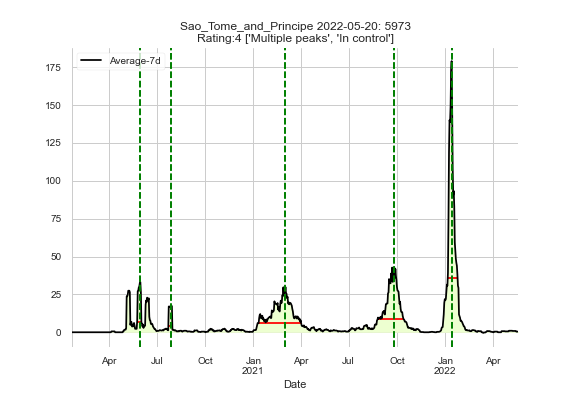 Sao_Tome_and_Principe 2022-05-20: 5973
Rating:4 ['Multiple peaks', 'In control']
Average-7d
175
150
125
100
75
50
25
0
Apr Jul Oct Jan Apr Jul Oct Jan Apr
2021 2022
Date